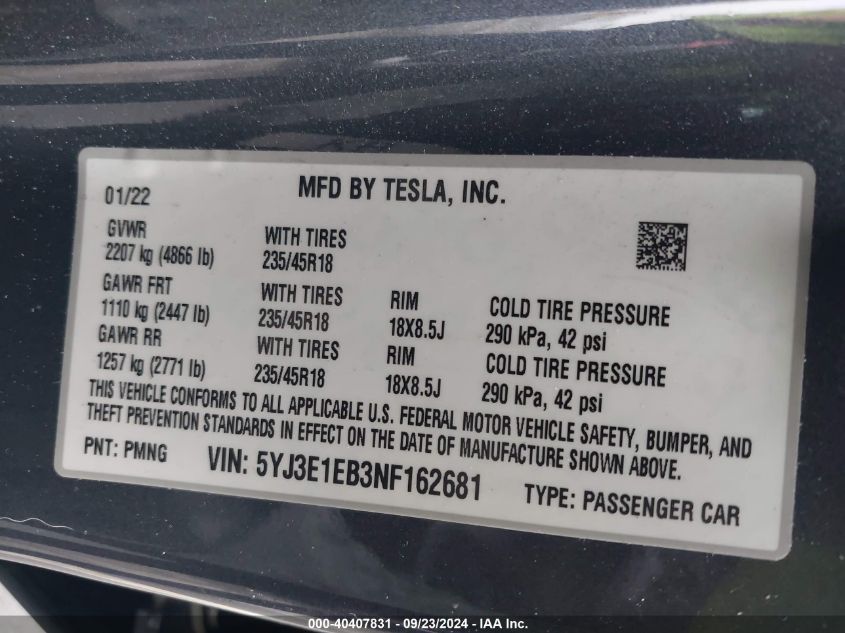 01/22
MFD BY TESLA, INC.
GVWR
2207 kg (4866 lb)
WITH TIRES
235/45R18
GAWR FRT
1110 kg (2447 lb)
WITH TIRES
235/45R18
RIM
18X8.5J
COLD TIRE PRESSURE
290 kPa, 42 psi
GAWR RR
1257 kg (2771 lb)
WITH TIRES
235/45R18
RIM
18X8.5J
COLD TIRE PRESSURE
290 kPa, 42 psi
THIS VEHICLE CONFORMS TO ALL APPLICABLE U.S. FEDERAL MOTOR VEHICLE SAFETY, BUMPER, AND
THEFT PREVENTION STANDARDS IN EFFECT ON THE DATE OF MANUFACTURE SHOWN ABOVE.
PNT: PMNG
VIN: 5YJ3E1EB3NF162681
TYPE: PASSENGER CAR
000-40407831 - 09/23/2024 - IAA Inc.